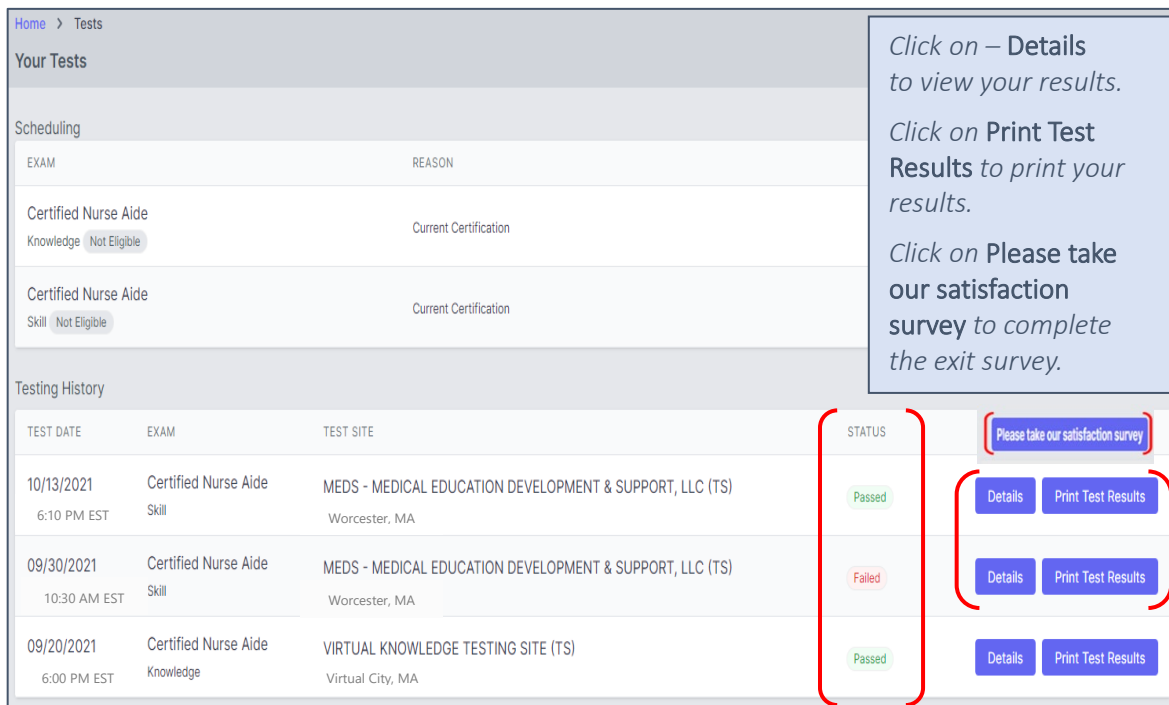 Home > Tests
Your Tests
Click on – Details
to view your results.
Click on Print Test
Results to print your
results.
Click on Please take
our satisfaction
survey to complete
the exit survey.
Scheduling
EXAM REASON
Certified Nurse Aide
Knowledge Not Eligible
Current Certification
Certified Nurse Aide
Skill Not Eligible
Current Certification
Testing History
TEST DATE EXAM TEST SITE STATUS Please take our satisfaction survey
10/13/2021 Certified Nurse Aide MEDS - MEDICAL EDUCATION DEVELOPMENT & SUPPORT, LLC (TS) Passed Details Print Test Results
6:10 PM EST Skill Worcester, MA
09/30/2021 Certified Nurse Aide MEDS - MEDICAL EDUCATION DEVELOPMENT & SUPPORT, LLC (TS) Failed Details Print Test Results
10:30 AM EST Skill Worcester, MA
09/20/2021 Certified Nurse Aide VIRTUAL KNOWLEDGE TESTING SITE (TS) Passed Details Print Test Results
6:00 PM EST Knowledge Virtual City, MA